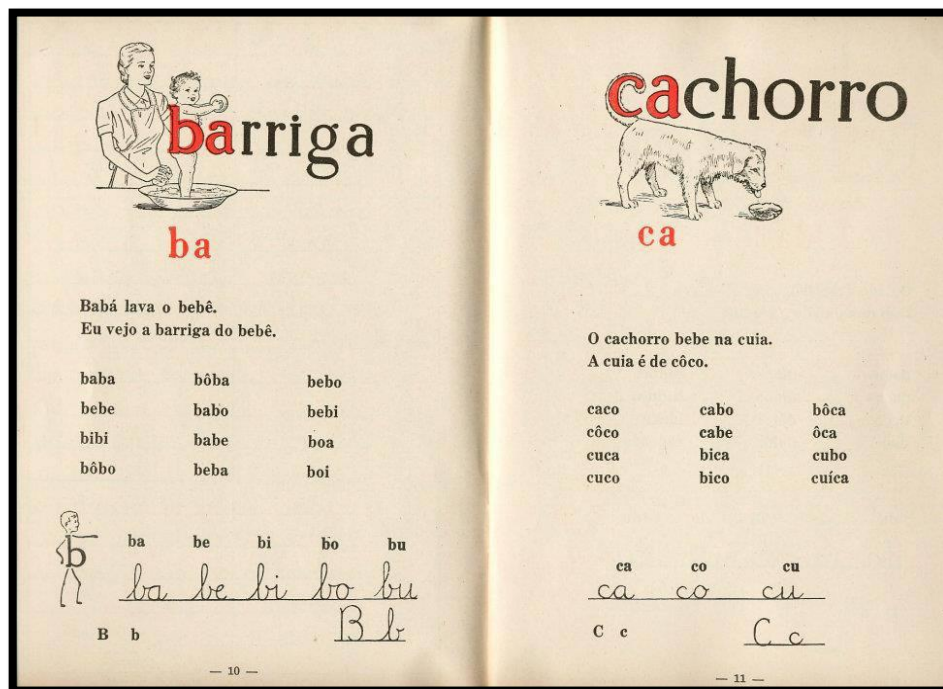 barriga
ba
Babá lava o bebê.
Eu vejo a barriga do bebê.
baba bôba bebo
bebe babo bebi
bibi babe boa
bôbo beba boi
b
ba be bi bo bu
ba be bi bo bu
B b
B b
— 10 —
cachorro
ca
O cachorro bebe na cuia.
A cuia é de côco.
caco cabo bôca
côco cabe ôca
cuca bica cubo
cuco bico cuíca
ca co cu
ca co cu
C c
C c
— 11 —